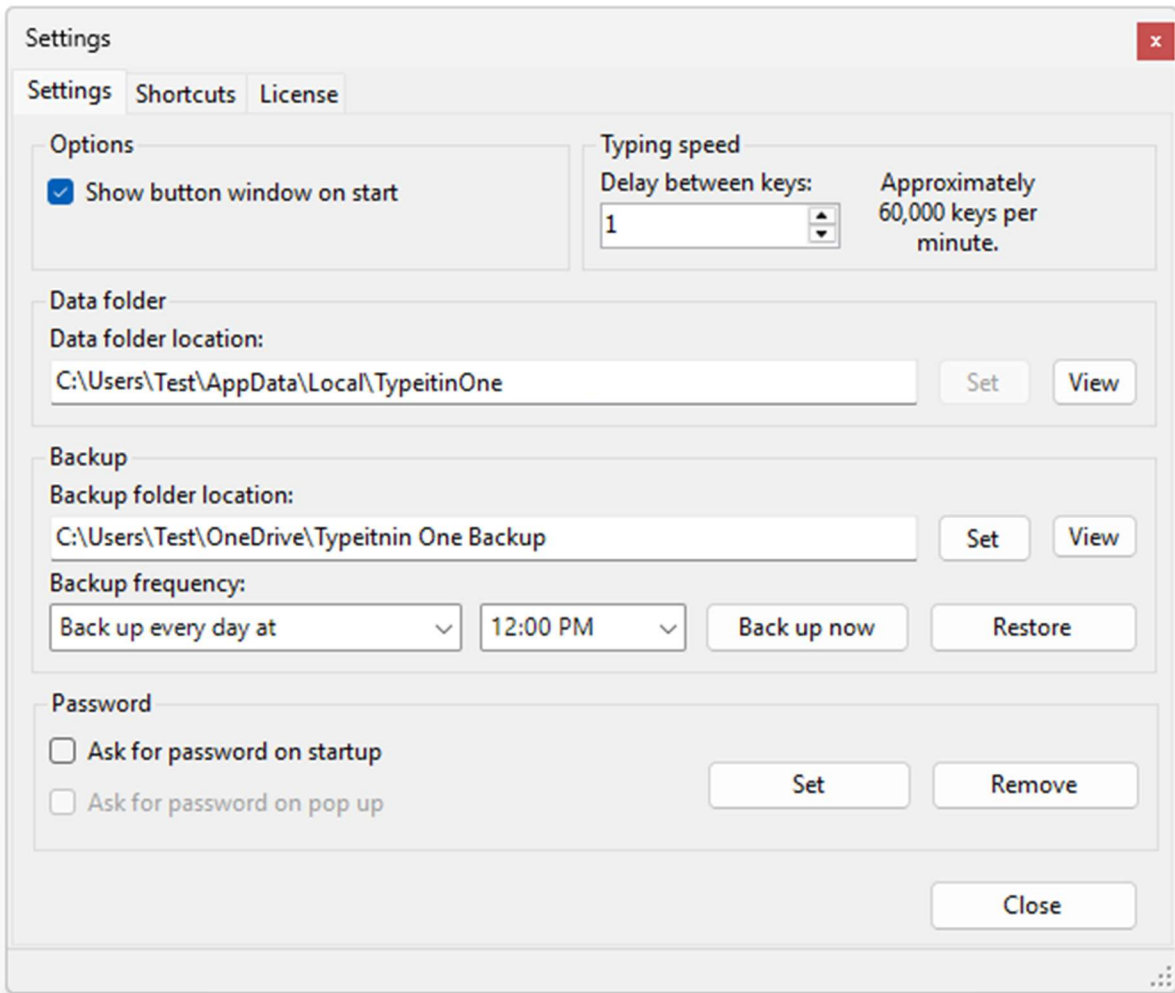 Settings
x
Settings Shortcuts License
Options
Show button window on start
Typing speed
Delay between keys:
1
Approximately
60,000 keys per
minute.
Data folder
Data folder location:
C:\Users\Test\AppData\Local\TypeitinOne
Set View
Backup
Backup folder location:
C:\Users\Test\OneDrive\Typeitnin One Backup
Set View
Backup frequency:
Back up every day at 12:00 PM Back up now Restore
Password
Ask for password on startup
Ask for password on pop up
Set Remove
Close